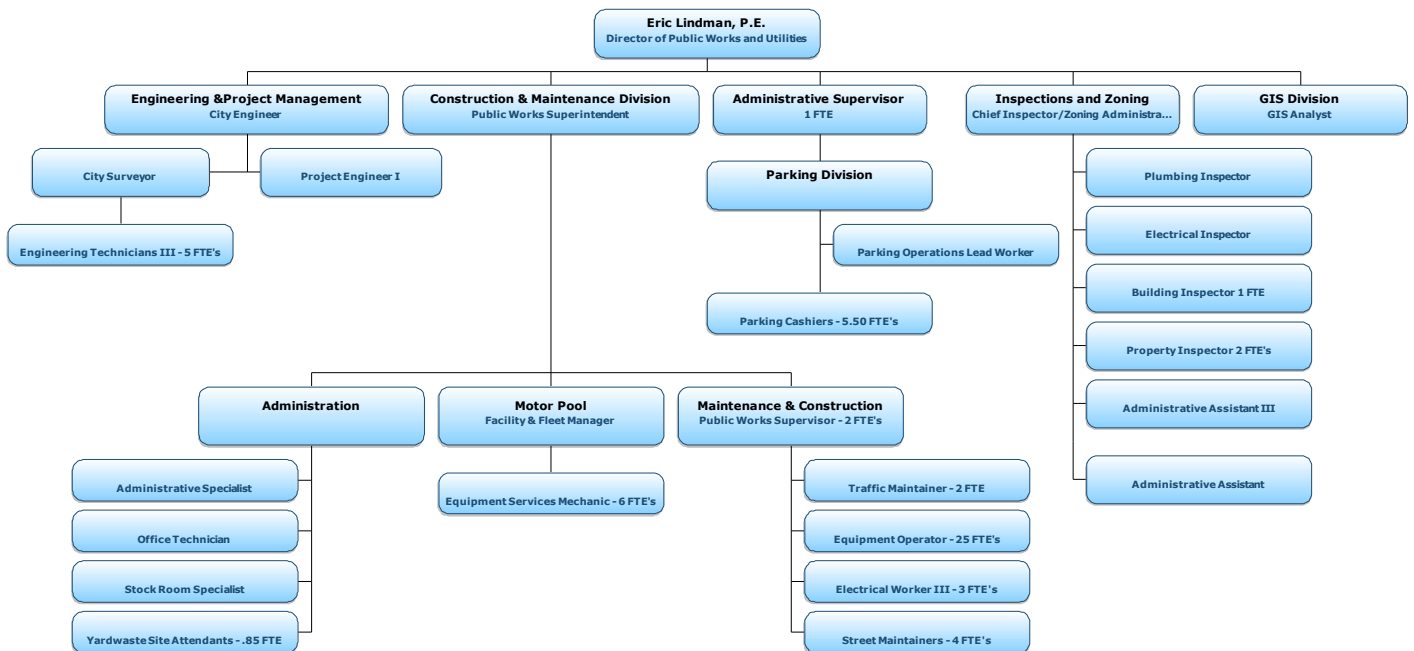 Eric Lindman, P.E.
Director of Public Works and Utilities
Engineering &Project Management
City Engineer
Construction & Maintenance Division
Public Works Superintendent
Administrative Supervisor
1 FTE
Inspections and Zoning
Chief Inspector/Zoning Administra...
GIS Division
GIS Analyst
City Surveyor
Project Engineer I
Engineering Technicians III - 5 FTE's
Parking Division
Parking Operations Lead Worker
Parking Cashiers - 5.50 FTE's
Plumbing Inspector
Electrical Inspector
Building Inspector 1 FTE
Property Inspector 2 FTE's
Administrative Assistant III
Administrative Assistant
Administration
Administrative Specialist
Office Technician
Stock Room Specialist
Yardwaste Site Attendants - .85 FTE
Motor Pool
Facility & Fleet Manager
Equipment Services Mechanic - 6 FTE's
Maintenance & Construction
Public Works Supervisor - 2 FTE's
Traffic Maintainer - 2 FTE
Equipment Operator - 25 FTE's
Electrical Worker III - 3 FTE's
Street Maintainers - 4 FTE's